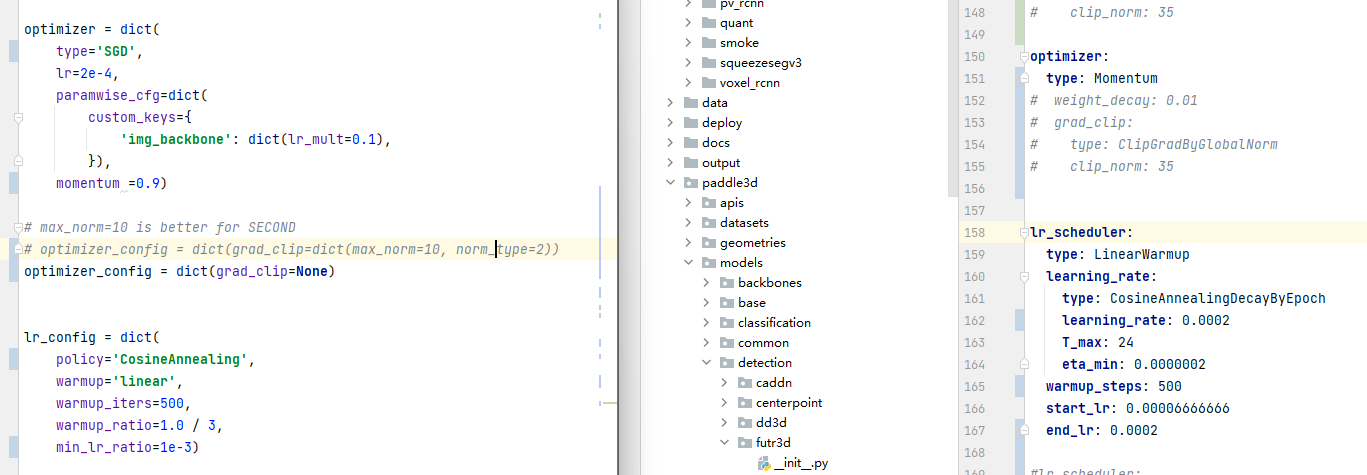 optimizer = dict(
type='SGD',
lr=2e-4,
paramwise_cfg=dict(
custom_keys={
'img_backbone': dict(lr_mult=0.1),
}),
momentum =0.9)
# max_norm=10 is better for SECOND
# optimizer_config = dict(grad_clip=dict(max_norm=10, norm_type=2))
optimizer_config = dict(grad_clip=None)
lr_config = dict(
policy='CosineAnnealing',
warmup='linear',
warmup_iters=500,
warmup_ratio=1.0 / 3,
min_lr_ratio=1e-3)
pv_rcnn
quant
smoke
squeezesegv3
voxel_rcnn
data
deploy
docs
output
paddle3d
apis
datasets
geometries
models
backbones
base
classification
common
detection
caddn
centerpoint
dd3d
futr3d
__init__.py
148 #    clip_norm: 35
149
150 optimizer:
151   type: Momentum
152 #  weight_decay: 0.01
153 #  grad_clip:
154 #    type: ClipGradByGlobalNorm
155 #    clip_norm: 35
156
157
158 lr_scheduler:
159   type: LinearWarmup
160   learning_rate:
161     type: CosineAnnealingDecayByEpoch
162     learning_rate: 0.0002
163     T_max: 24
164     eta_min: 0.0000002
165   warmup_steps: 500
166   start_lr: 0.00006666666
167   end_lr: 0.0002
168
169 #lr_scheduler: